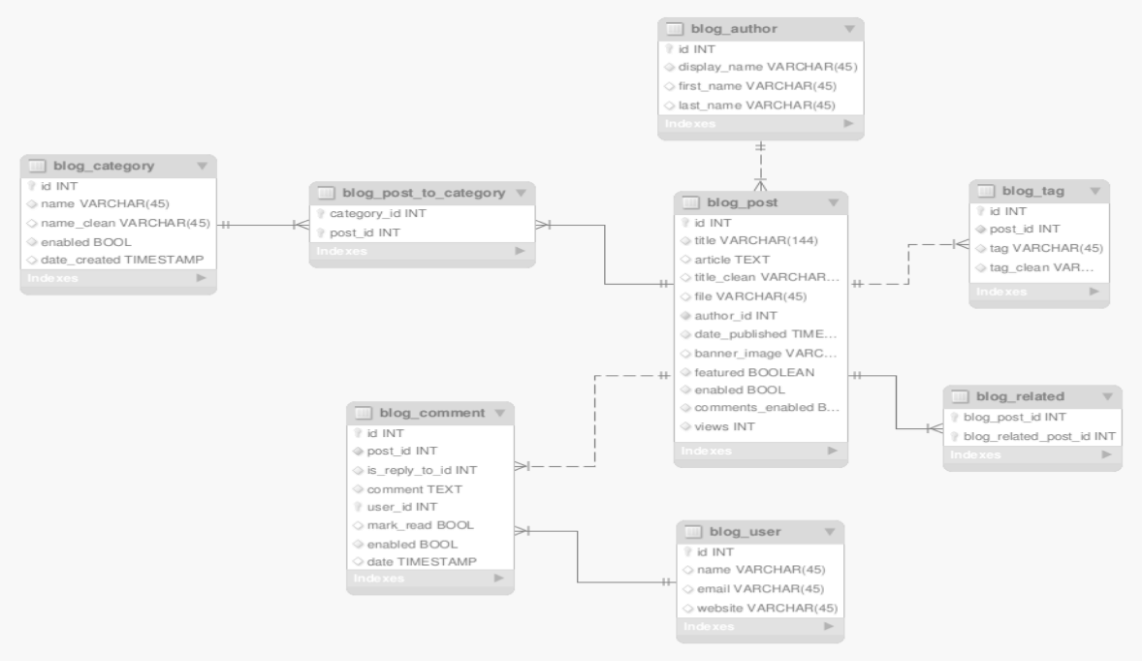 blog_author
id INT
display_name VARCHAR(45)
first_name VARCHAR(45)
last_name VARCHAR(45)
Indexes
blog_category
id INT
name VARCHAR(45)
name_clean VARCHAR(45)
enabled BOOL
date_created TIMESTAMP
Indexes
blog_post_to_category
category_id INT
post_id INT
Indexes
blog_post
id INT
title VARCHAR(144)
article TEXT
title_clean VARCHAR...
file VARCHAR(45)
author_id INT
date_published TIME...
banner_image VARC...
featured BOOLEAN
enabled BOOL
comments_enabled B...
views INT
Indexes
blog_tag
id INT
post_id INT
tag VARCHAR(45)
tag_clean VAR...
Indexes
blog_related
blog_post_id INT
blog_related_post_id INT
Indexes
blog_comment
id INT
post_id INT
is_reply_to_id INT
comment TEXT
user_id INT
mark_read BOOL
enabled BOOL
date TIMESTAMP
Indexes
blog_user
id INT
name VARCHAR(45)
email VARCHAR(45)
website VARCHAR(45)
Indexes